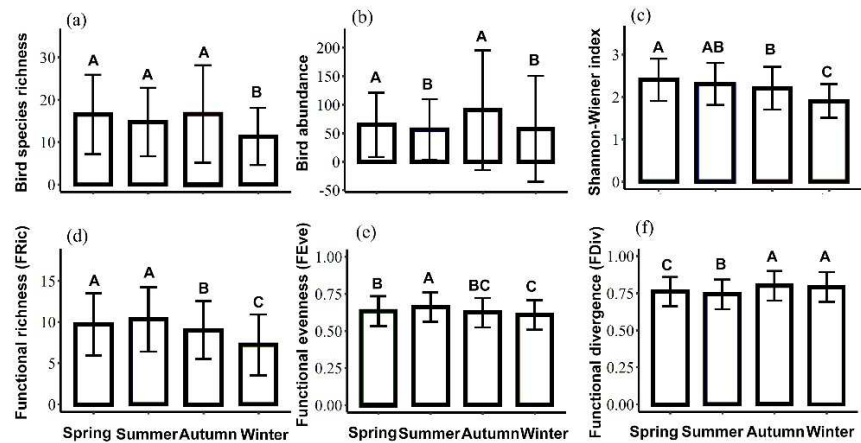 (a)
Bird species richness
30
20
10
0
A
A
A
B
(b)
Bird abundance
200
150
100
50
0
-50
A
B
A
B
(c)
Shannon-Wiener index
3
2
1
0
A
AB
B
C
(d)
Functional richness (FRic)
15
10
5
0
A
A
B
C
Spring Summer Autumn Winter
(e)
Functional evenness (FEve)
1.00
0.75
0.50
0.25
0.00
B
A
BC
C
Spring Summer Autumn Winter
(f)
Functional divergence (FDiv)
1.00
0.75
0.50
0.25
0.00
C
B
A
A
Spring Summer Autumn Winter